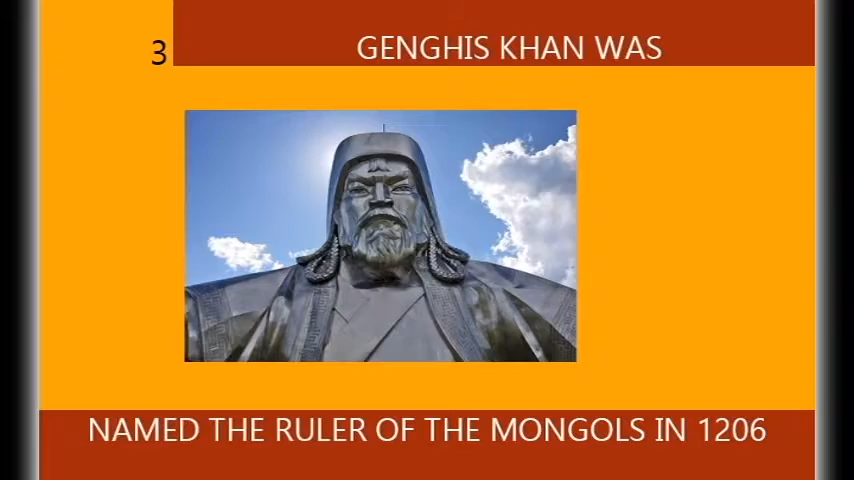 3
GENGHIS KHAN WAS
NAMED THE RULER OF THE MONGOLS IN 1206